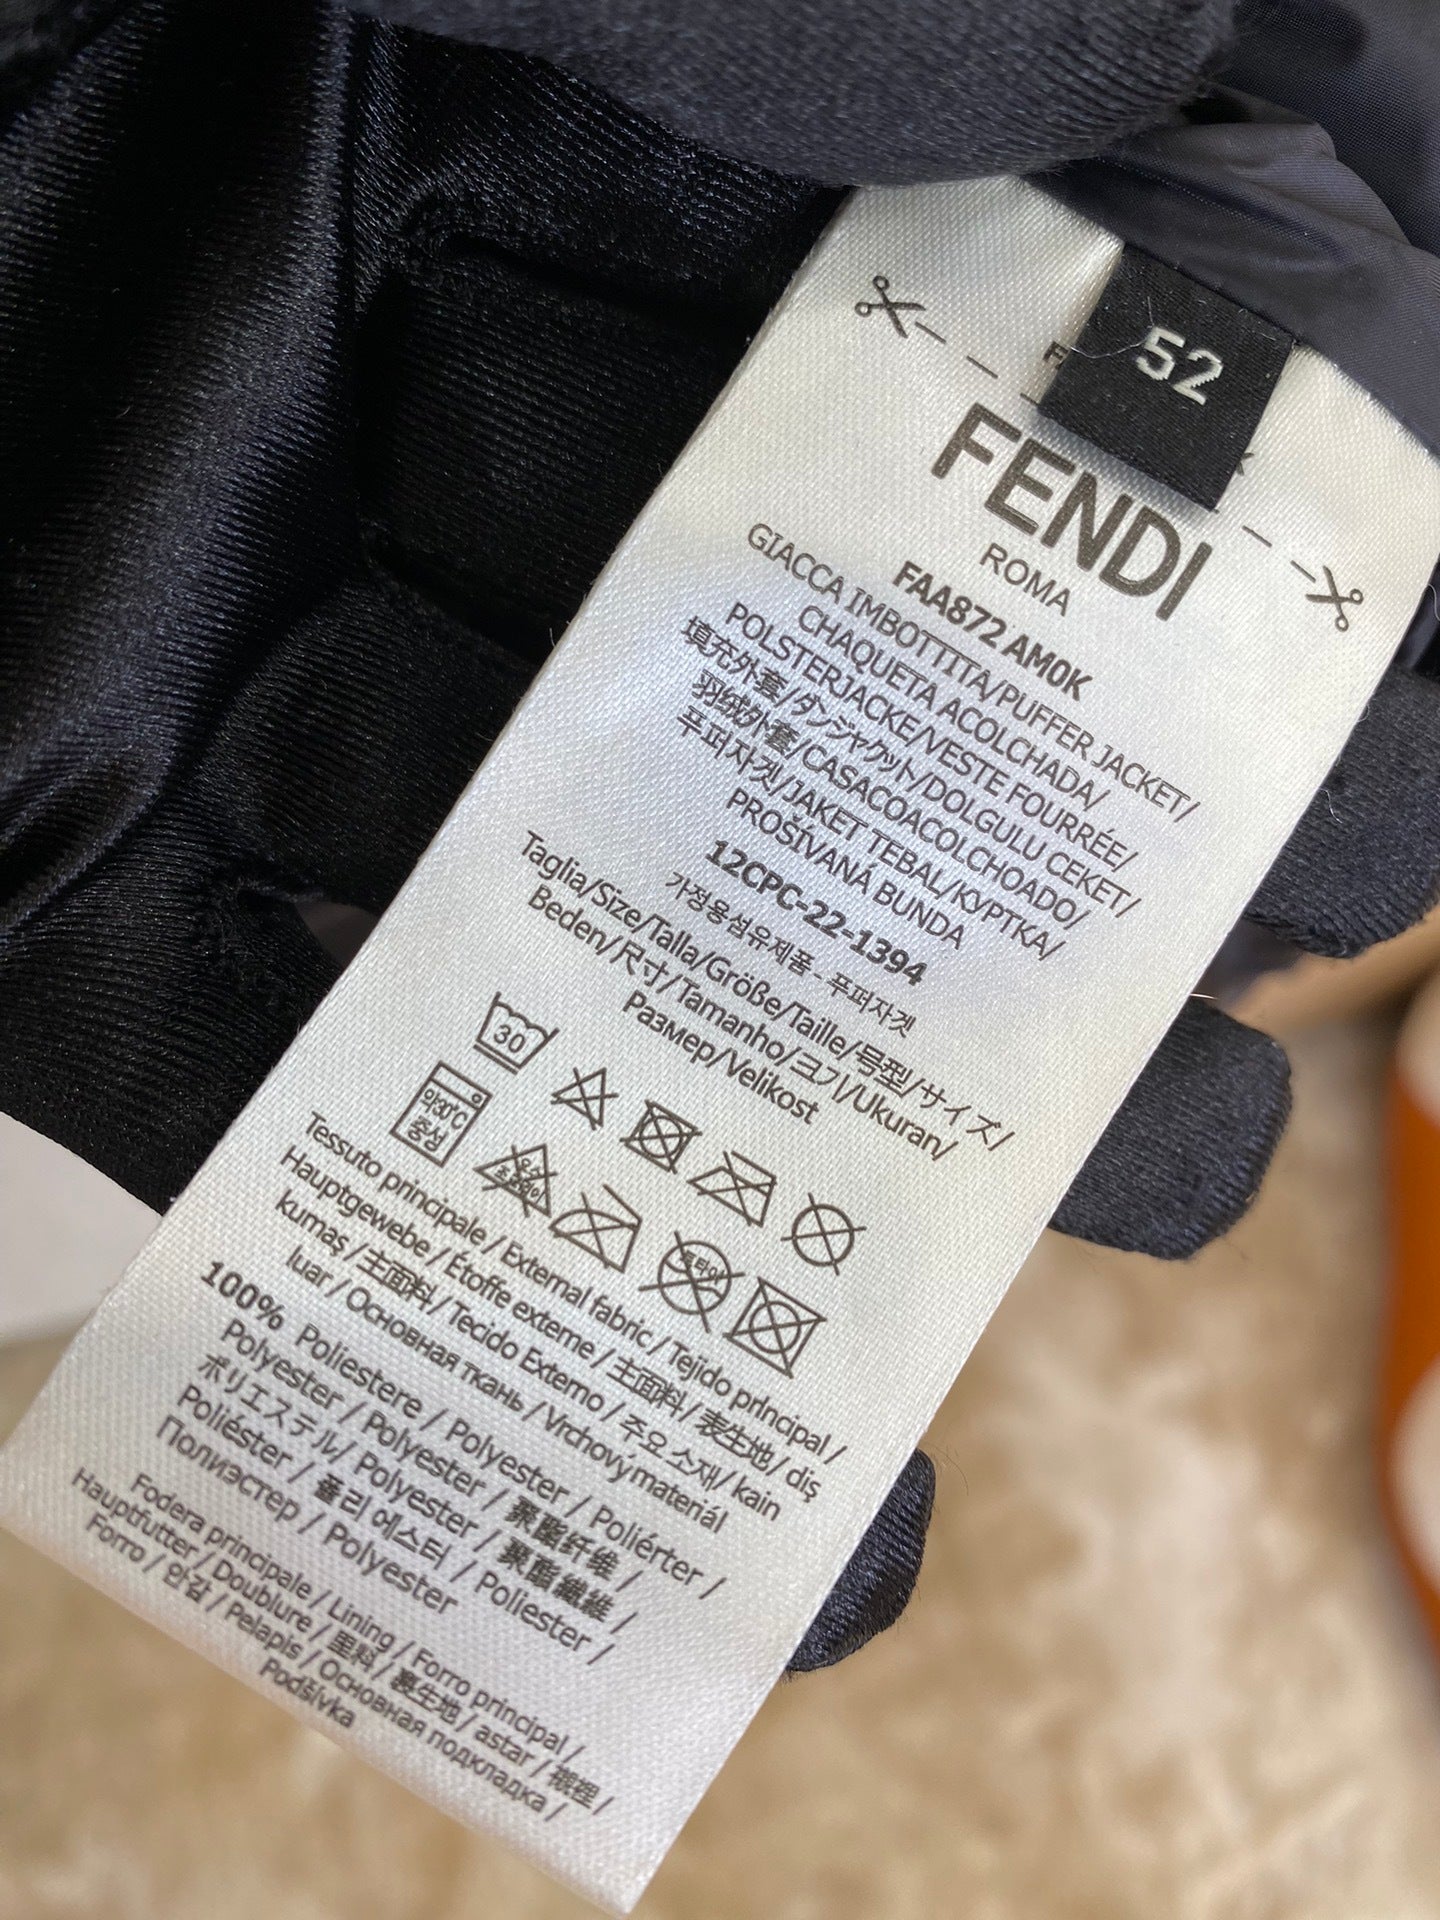 52
FENDI
ROMA
FAA872 AM0K
GIACCA IMBOTTITA/PUFFER JACKET/
CHAQUETA ACOLCHADA/
POLSTERJACKE/VESTE FOURRÉE/
填充外套/ダンジャケット/DOLGULU CEKET/
羽绒外套/CASACOACOLCHOADO/
푸퍼자켓/JAKET TEBAL/КУРТКА/
PROŠÍVANÁ BUNDA
12CPC-22-1394
가정용섬유제품 - 푸퍼자켓
Taglia/Size/Talla/Größe/Taille/号型/サイズ/
Beden/尺寸/Tamanho/크기/Ukuran/
Размер/Velikost
30
약30℃
중성
Tessuto principale / External fabric / Tejido principal /
Hauptgewebe / Étoffe externe / 主面料 / 表生地 / diş
kumaş / 主面料 / Tecido Externo / 주요 소재 / kain
luar / Основная ткань / Vrchový materiál
100% Poliestere / Polyester / Poliérter /
Polyester / Polyester / 聚酯纤维 /
ポリエステル / Polyester / 聚酯纖維 /
Poliéster / 폴리에스터 / Poliester /
Полиэстер / Polyester
Fodera principale / Lining / Forro principal /
Hauptfutter / Doublure / 里料 / 裏生地 / astar / 襯裡 /
Forro / 안감 / Pelapis / Основная подкладка /
Podšívka